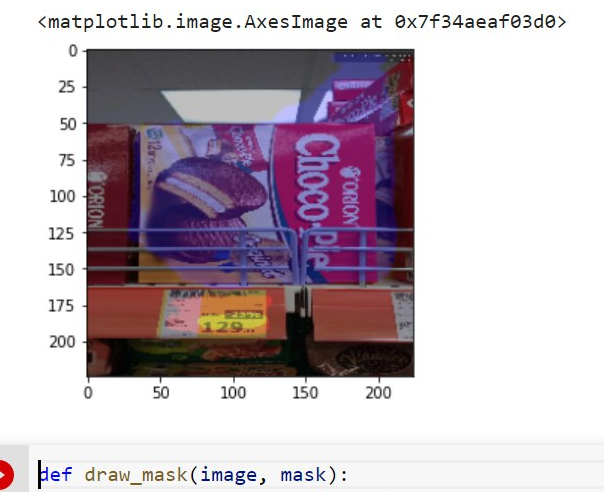 <matplotlib.image.AxesImage at 0x7f34aeaf03d0>
0
25
50
75
100
125
150
175
200
ORION
ORION
Choco·Pie
129
0 50 100 150 200
def draw_mask(image, mask):